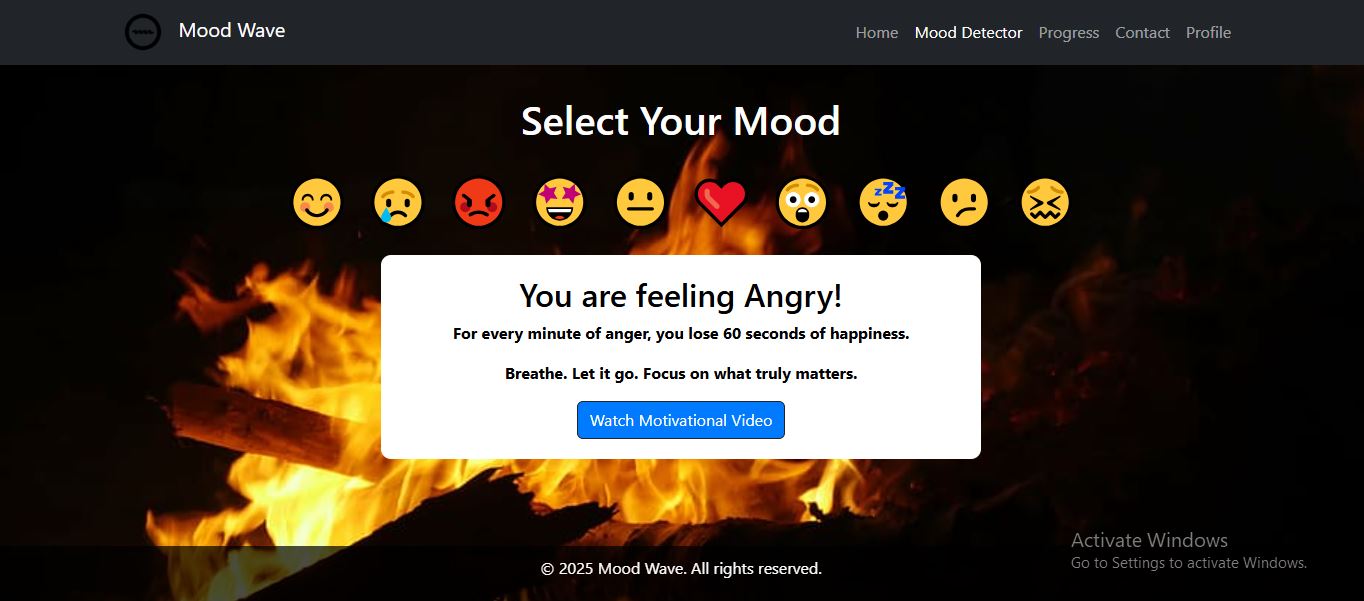 Mood Wave
Home Mood Detector Progress Contact Profile
Select Your Mood
You are feeling Angry!
For every minute of anger, you lose 60 seconds of happiness.
Breathe. Let it go. Focus on what truly matters.
Watch Motivational Video
Activate Windows
Go to Settings to activate Windows.
© 2025 Mood Wave. All rights reserved.